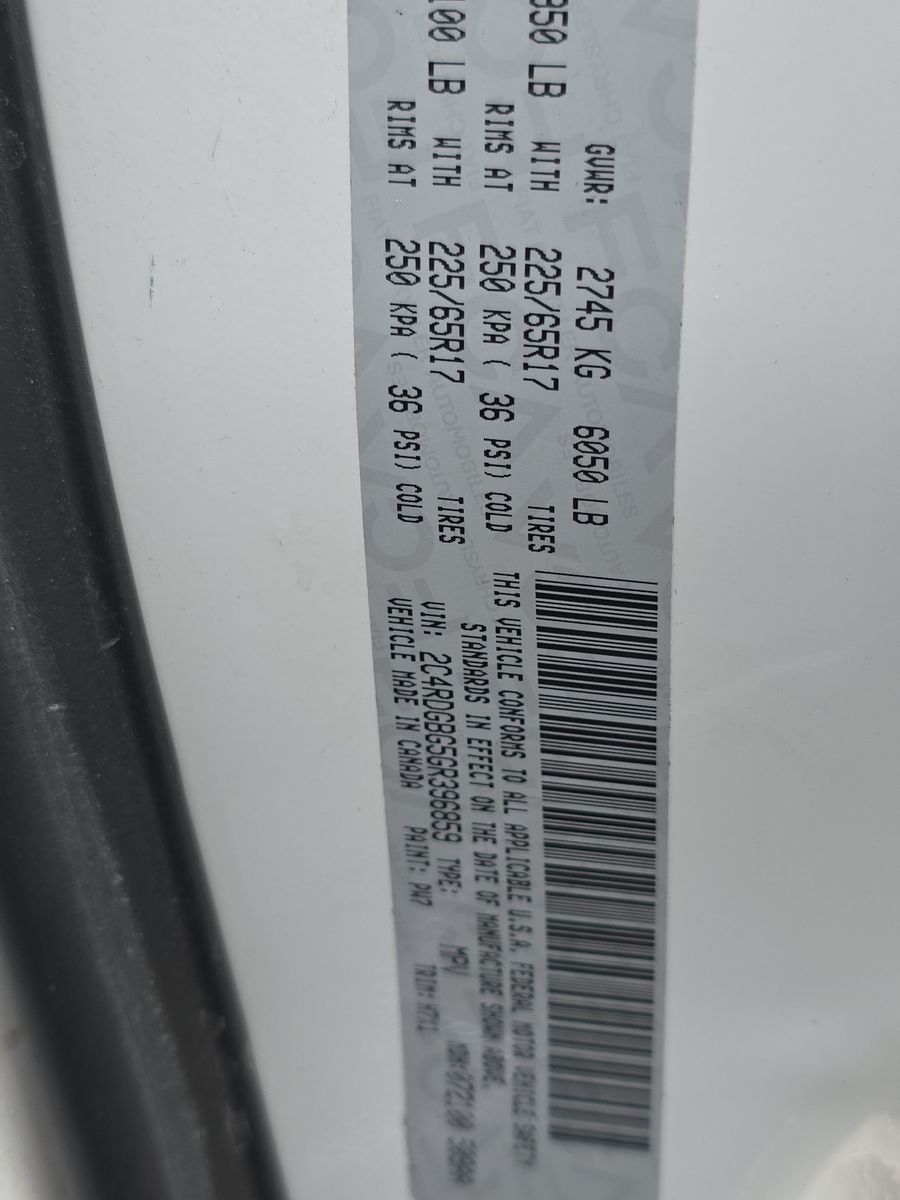 GVWR: 2745 KG 6050 LB
950 LB WITH 225/65R17 TIRES
RIMS AT 250 KPA ( 36 PSI) COLD
100 LB WITH 225/65R17 TIRES
RIMS AT 250 KPA ( 36 PSI) COLD
THIS VEHICLE CONFORMS TO ALL APPLICABLE U.S.A. FEDERAL MOTOR VEHICLE SAFETY
STANDARDS IN EFFECT ON THE DATE OF MANUFACTURE SHOWN ABOVE.
VIN: 2C4RDGBG5GR396859 TYPE: MPV MDH:
VEHICLE MADE IN CANADA PAINT: PW7 TRIM: